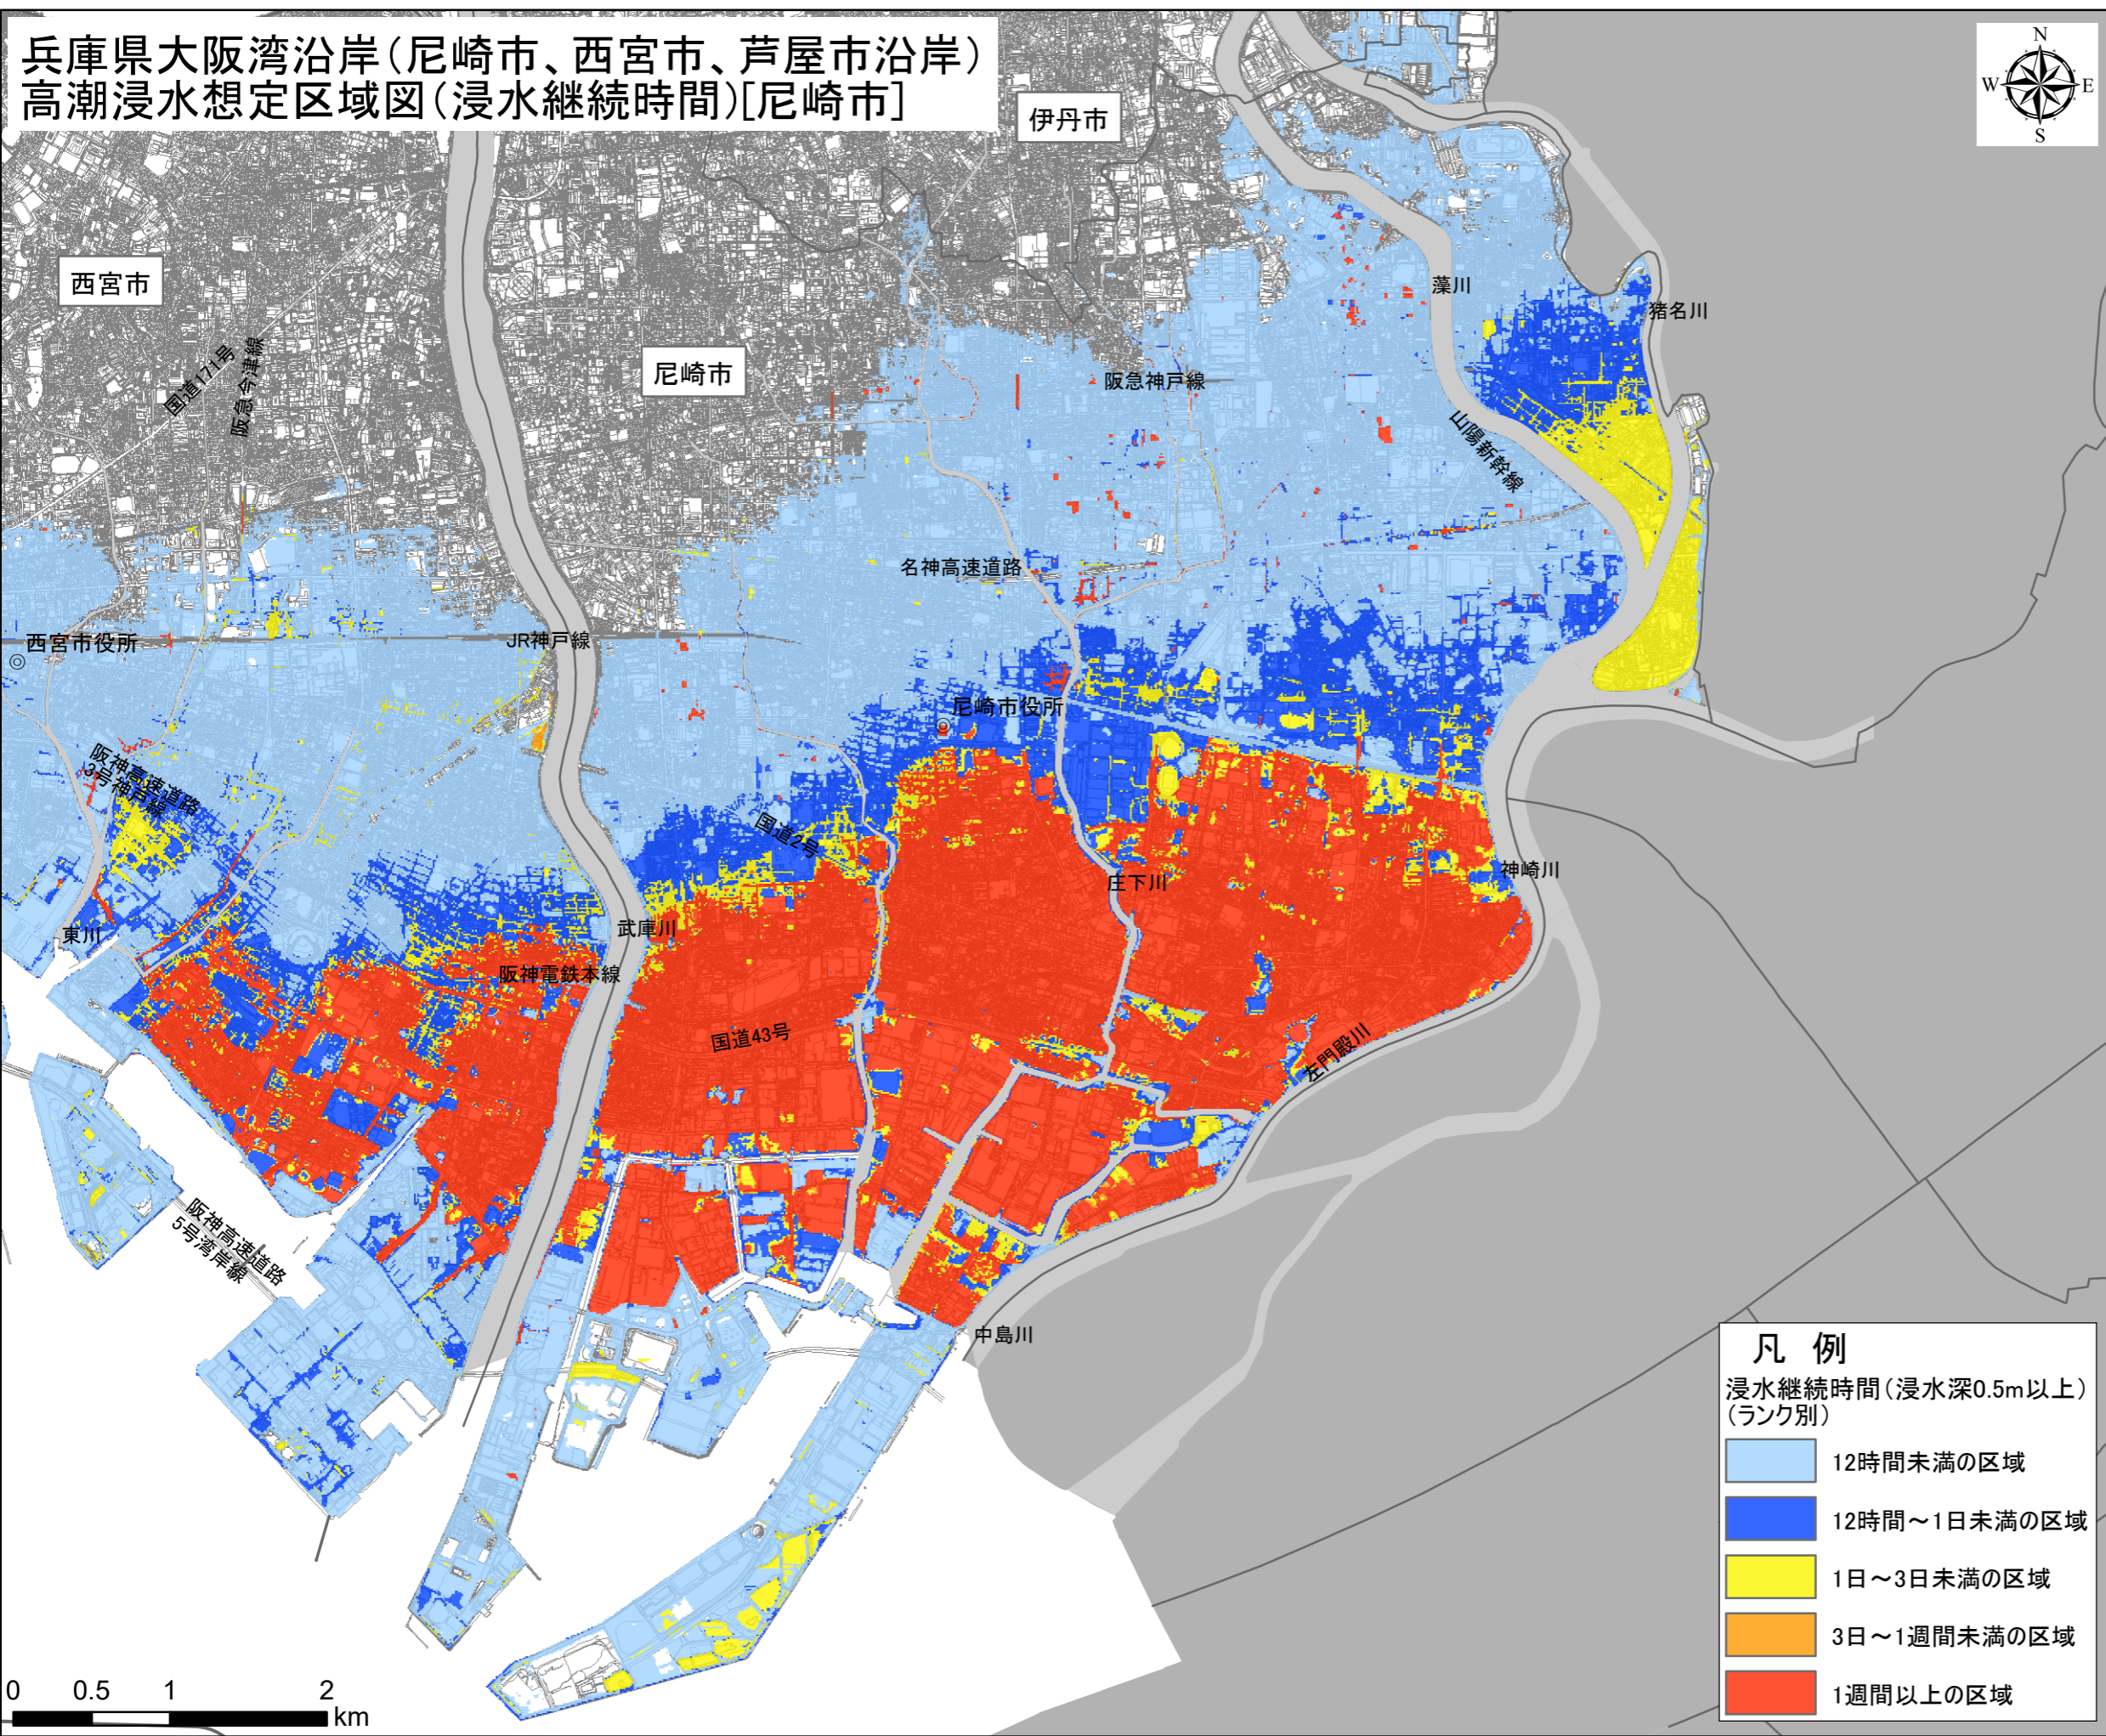 兵庫県大阪湾沿岸（尼崎市、西宮市、芦屋市沿岸）
高潮浸水想定区域図（浸水継続時間）[尼崎市]
N
W
E
S
伊丹市
西宮市
尼崎市
国道171号
阪急今津線
阪急神戸線
藻川
猪名川
山陽新幹線
名神高速道路
西宮市役所
JR神戸線
尼崎市役所
阪神高速道路
3号神戸線
国道2号
庄下川
神崎川
東川
武庫川
阪神電鉄本線
国道43号
左門殿川
阪神高速道路
5号湾岸線
中島川
凡 例
浸水継続時間（浸水深0.5m以上）
（ランク別）
12時間未満の区域
12時間～1日未満の区域
1日～3日未満の区域
3日～1週間未満の区域
1週間以上の区域
0 0.5 1 2
km